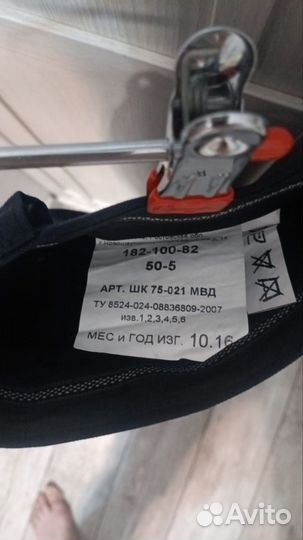 182-100-82
50-5
АРТ. ШК 75-021 МВД
ТУ 8524-024-08836809-2007
изв.1,2,3,4,5,6
МЕС и ГОД ИЗГ. 10.16
Avito